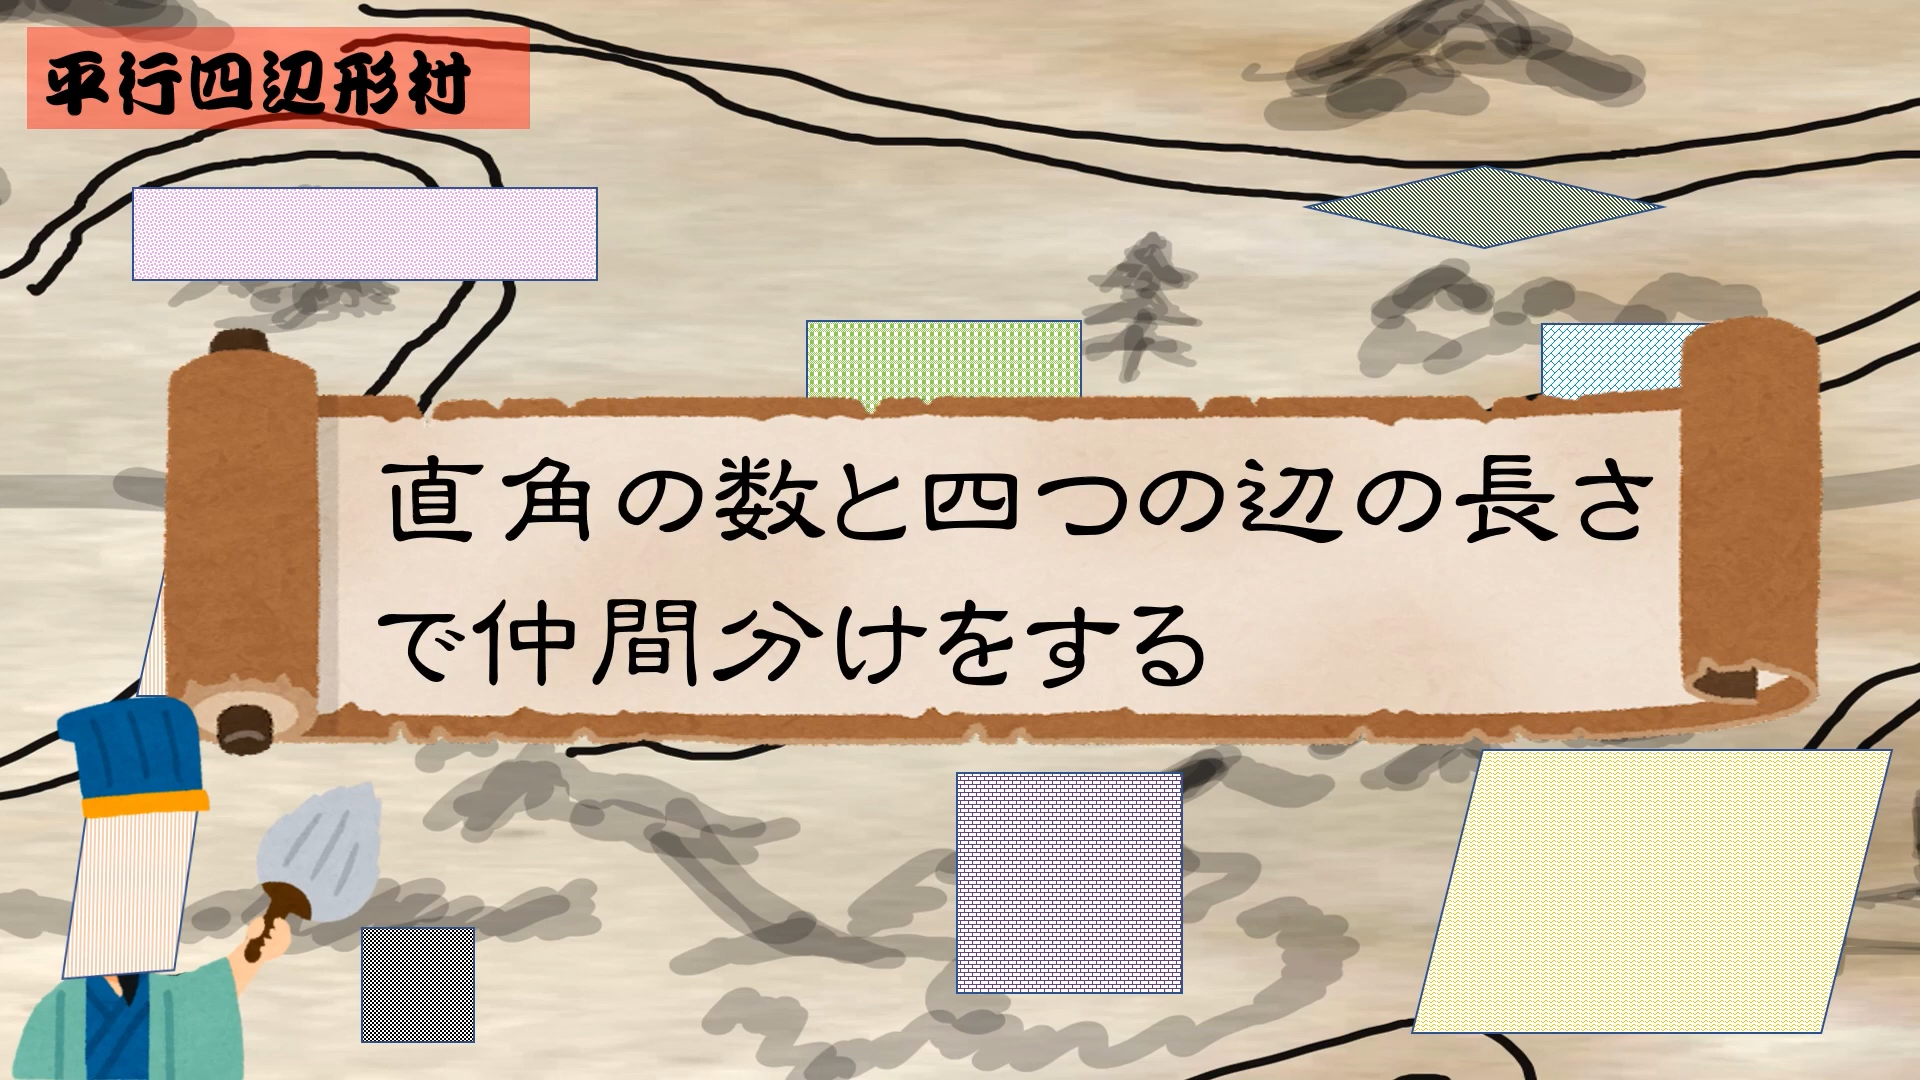 平行四辺形村
直角の数と四つの辺の長さ
で仲間分けをする